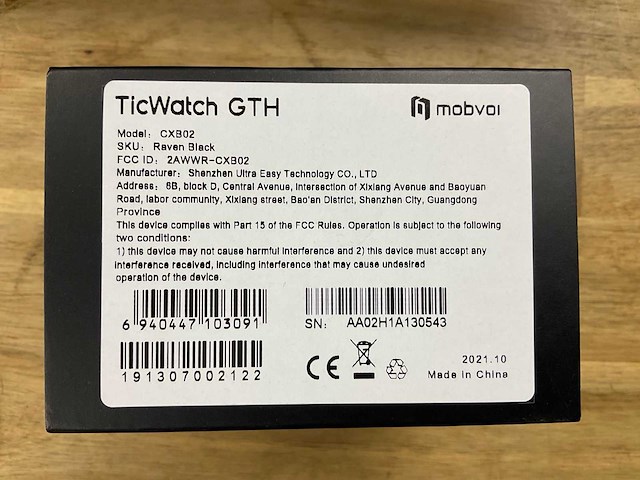 TicWatch GTH
mobvoi
Model: CXB02
SKU: Raven Black
FCC ID: 2AWWR-CXB02
Manufacturer: Shenzhen Ultra Easy Technology CO., LTD
Address: 6B, block D, Central Avenue, intersection of Xixiang Avenue and Baoyuan
Road, labor community, Xixiang street, Bao'an District, Shenzhen City, Guangdong
Province
This device complies with Part 15 of the FCC Rules. Operation is subject to the following
two conditions:
1) this device may not cause harmful interference and 2) this device must accept any
interference received, including interference that may cause undesired
operation of the device.
6 940447 103091
SN: AA02H1A130543
191307002122
CE
2021.10
Made in China